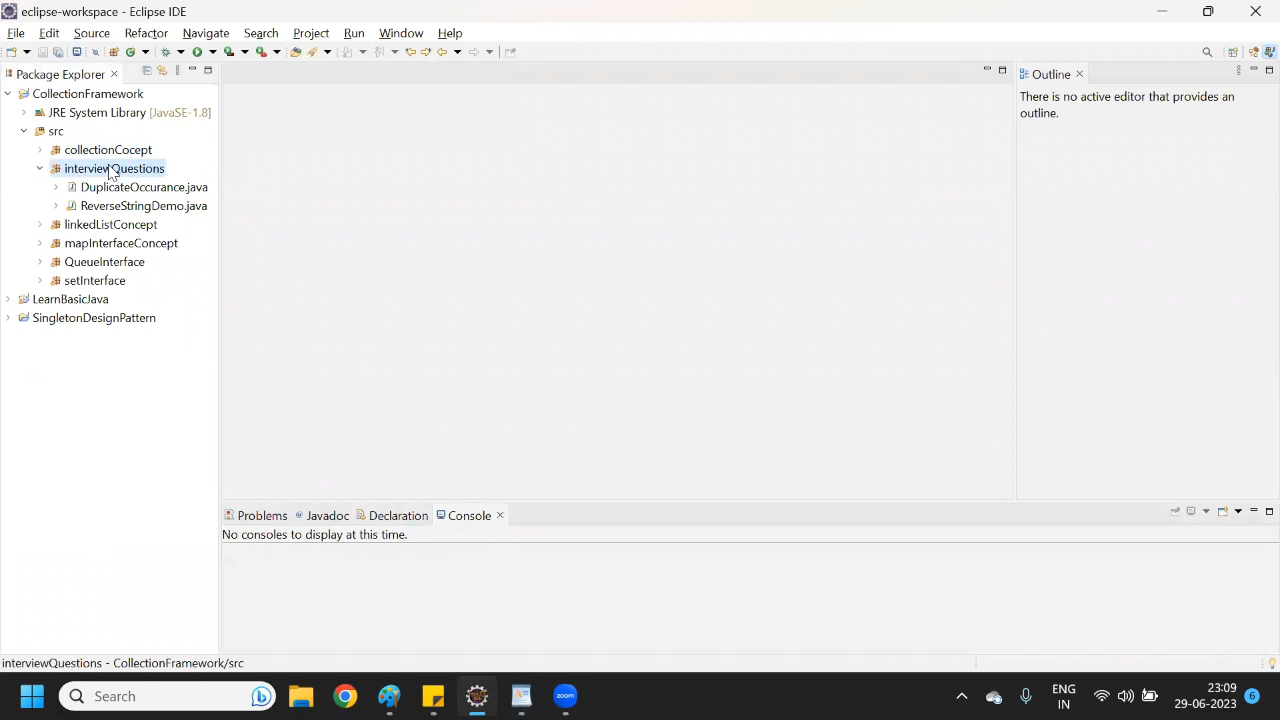 eclipse-workspace - Eclipse IDE
File Edit Source Refactor Navigate Search Project Run Window Help
Package Explorer
CollectionFramework
JRE System Library [JavaSE-1.8]
src
collectionCocept
interviewQuestions
DuplicateOccurance.java
ReverseStringDemo.java
linkedListConcept
mapInterfaceConcept
QueueInterface
setInterface
LearnBasicJava
SingletonDesignPattern
Outline
There is no active editor that provides an
outline.
Problems Javadoc Declaration Console
No consoles to display at this time.
interviewQuestions - CollectionFramework/src
Search
zoom
ENG
IN
23:09
29-06-2023
6